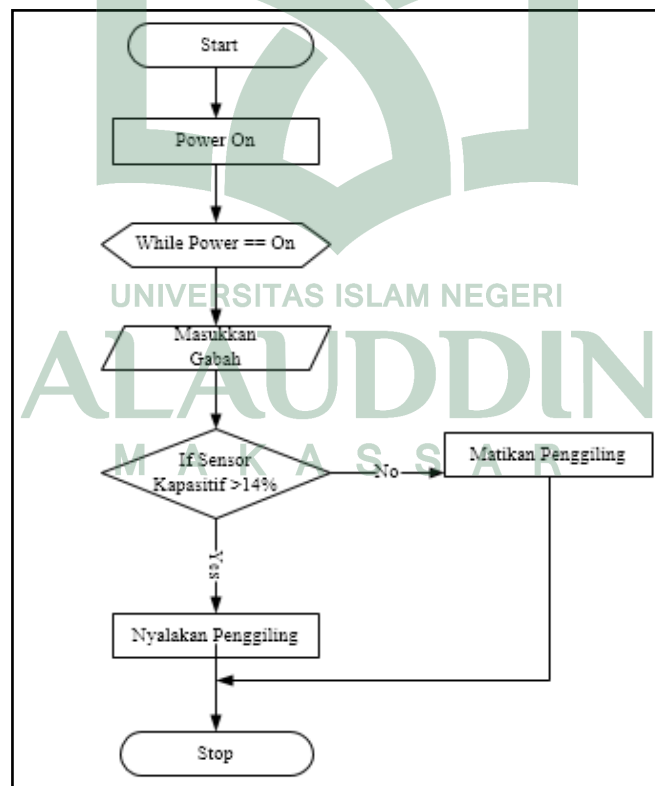 Start
Power On
While Power == On
UNIVERSITAS ISLAM NEGERI
Masukkan
Gabah
ALAUDDIN
MAKASSAR
If Sensor
Kapasitif >14%
No
Matikan Penggiling
Yes
Nyalakan Penggiling
Stop